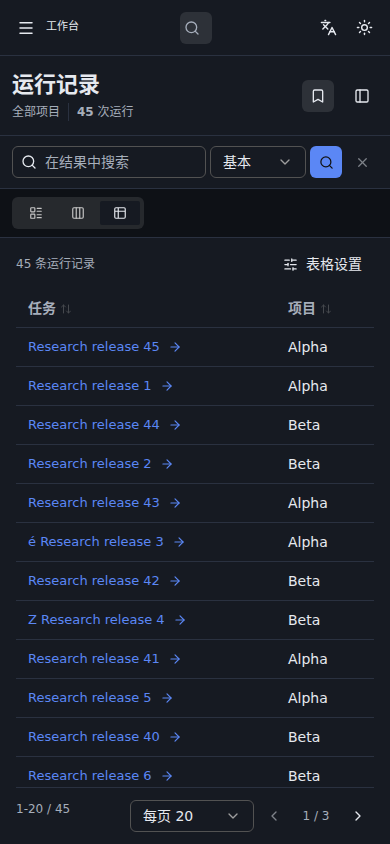 工作台
运行记录
全部项目 45 次运行
在结果中搜索 基本
45 条运行记录 表格设置
任务 项目
Research release 45 Alpha
Research release 1 Alpha
Research release 44 Beta
Research release 2 Beta
Research release 43 Alpha
é Research release 3 Alpha
Research release 42 Beta
Z Research release 4 Beta
Research release 41 Alpha
Research release 5 Alpha
Research release 40 Beta
Research release 6 Beta
1-20 / 45 每页 20 1 / 3